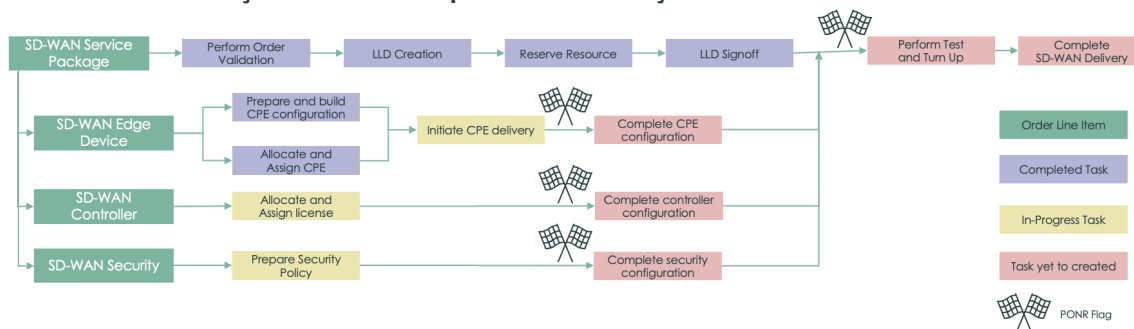 SD-WAN Service
Package
Perform Order
Validation
LLD Creation
Reserve Resource
LLD Signoff
Perform Test
and Turn Up
Complete
SD-WAN Delivery
SD-WAN Edge
Device
Prepare and build
CPE configuration
Allocate and
Assign CPE
Initiate CPE delivery
Complete CPE
configuration
SD-WAN
Controller
Allocate and
Assign license
Complete controller
configuration
SD-WAN Security
Prepare Security
Policy
Complete security
configuration
Order Line Item
Completed Task
In-Progress Task
Task yet to created
PONR Flag